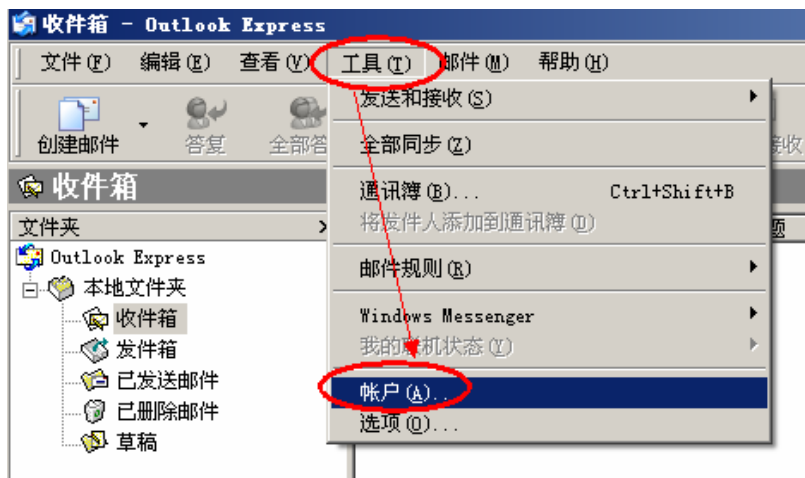 收件箱 - Outlook Express
文件(F) 编辑(E) 查看(V) 工具(T) 邮件(M) 帮助(H)
创建邮件 答复 全部答
收件箱
文件夹
Outlook Express
本地文件夹
收件箱
发件箱
已发送邮件
已删除邮件
草稿
发送和接收(S)
全部同步(Z)
通讯簿(B)... Ctrl+Shift+B
将发件人添加到通讯簿(D)
邮件规则(R)
Windows Messenger
我的联机状态(Y)
帐户(A)...
选项(O)...
接收
题